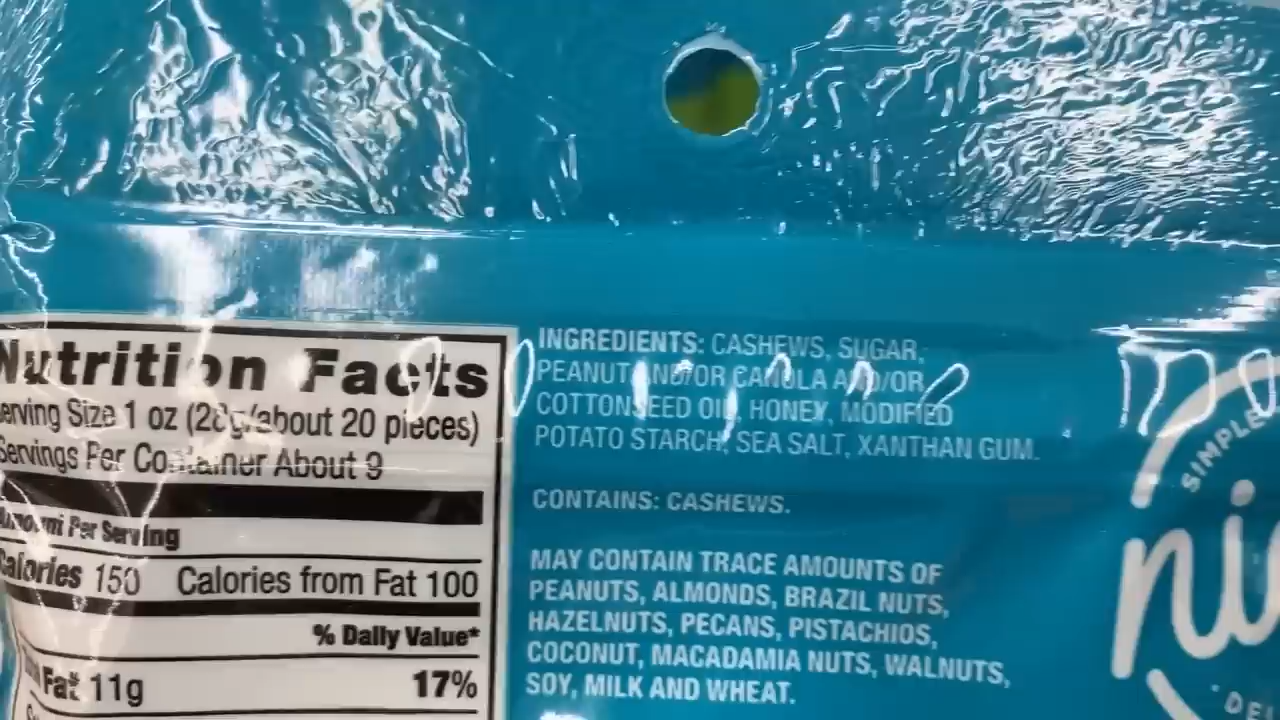 Nutrition Facts
Serving Size 1 oz (28g/about 20 pieces)
Servings Per Container About 9
Amount Per Serving
Calories 150 Calories from Fat 100
% Daily Value*
Fat 11g 17%
INGREDIENTS: CASHEWS, SUGAR,
PEANUT AND/OR CANOLA AND/OR
COTTONSEED OIL, HONEY, MODIFIED
POTATO STARCH, SEA SALT, XANTHAN GUM.
CONTAINS: CASHEWS.
MAY CONTAIN TRACE AMOUNTS OF
PEANUTS, ALMONDS, BRAZIL NUTS,
HAZELNUTS, PECANS, PISTACHIOS,
COCONUT, MACADAMIA NUTS, WALNUTS,
SOY, MILK AND WHEAT.
SIMPLE
ni
DEL